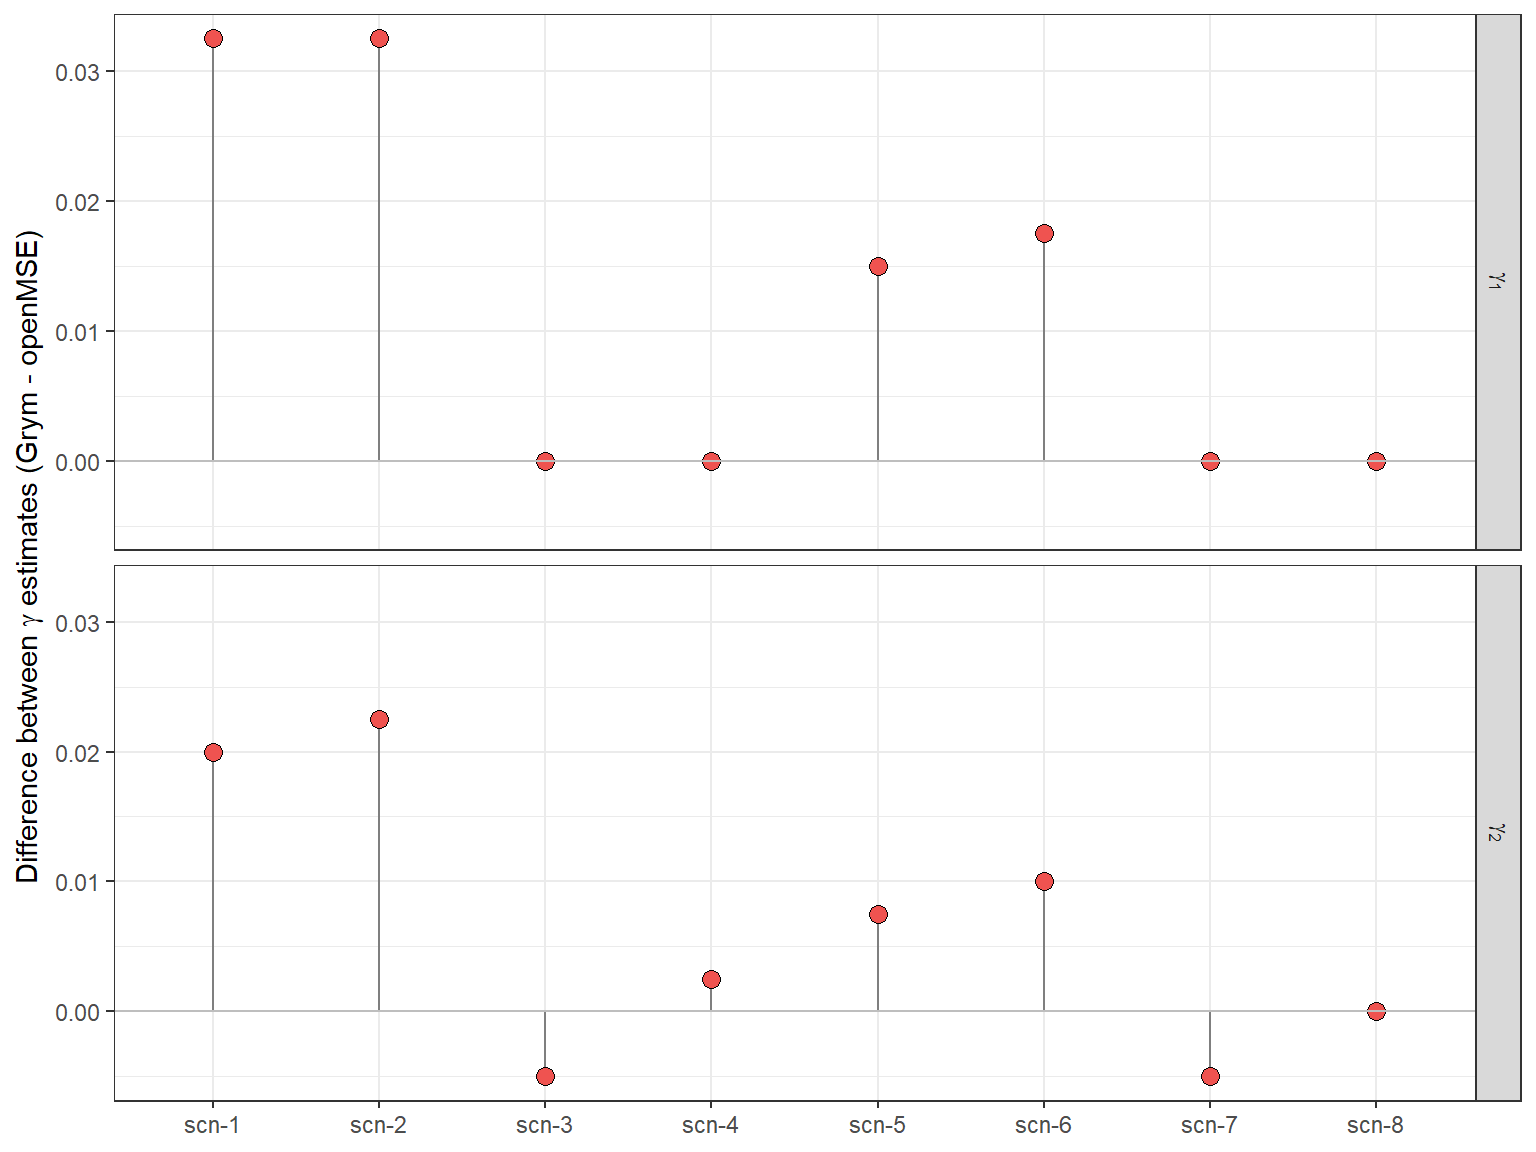 Difference between γ estimates (Grym - openMSE)
0.03
0.02
0.01
0.00
γ1
0.03
0.02
0.01
0.00
γ2
scn-1 scn-2 scn-3 scn-4 scn-5 scn-6 scn-7 scn-8